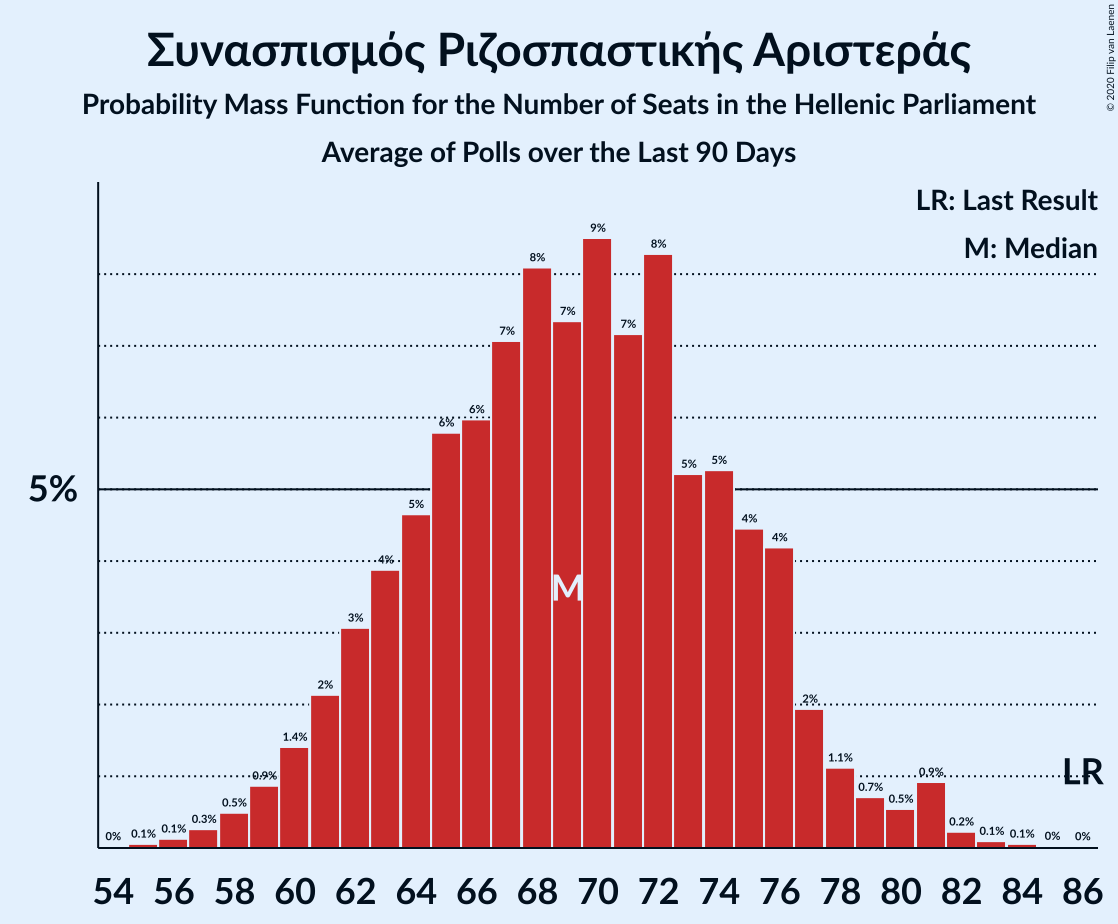 Συνασπισμός Ριζοσπαστικής Αριστεράς
Probability Mass Function for the Number of Seats in the Hellenic Parliament
Average of Polls over the Last 90 Days
© 2020 Filip van Laenen
LR: Last Result
M: Median
5%
0% 0.1% 0.1% 0.3% 0.5% 0.9% 1.4% 2% 3% 4% 5% 6% 6% 7% 8% 7% 9% 7% 8% 5% 5% 4% 4% 2% 1.1% 0.7% 0.5% 0.9% 0.2% 0.1% 0.1% 0% 0%
M
LR
54 56 58 60 62 64 66 68 70 72 74 76 78 80 82 84 86